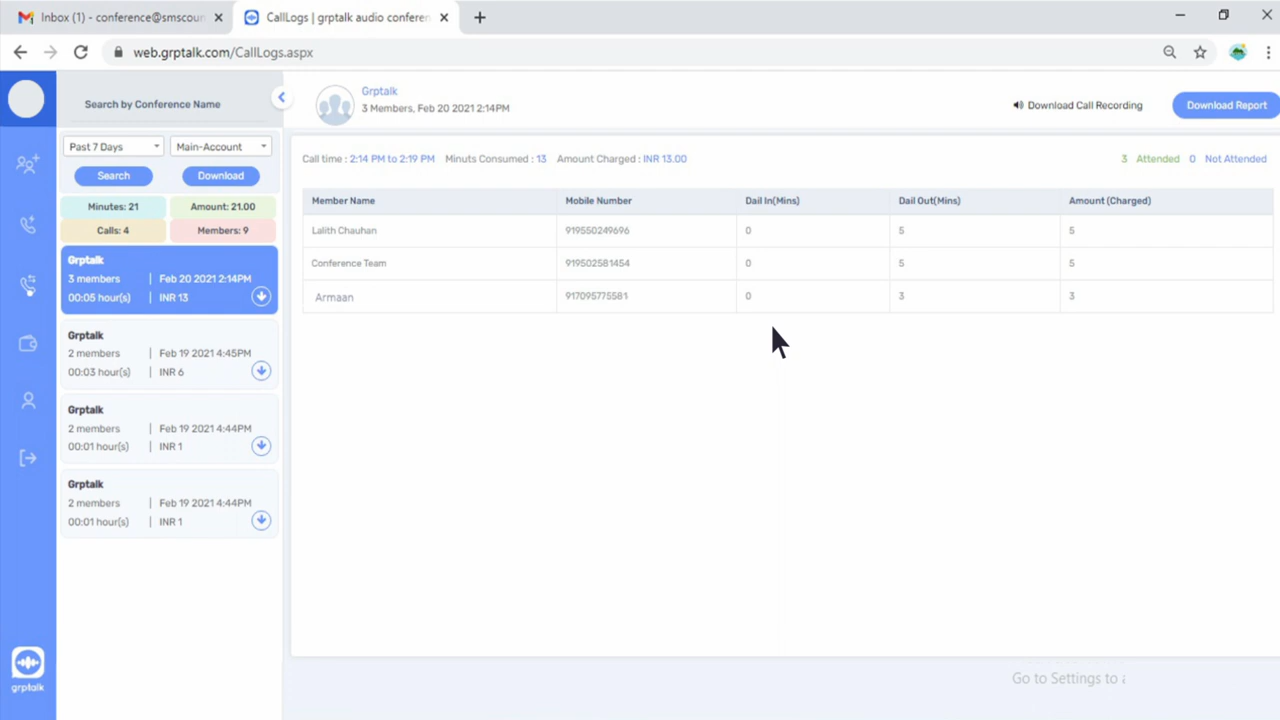 Inbox (1) - conference@smscoun
CallLogs | grptalk audio conferen
web.grptalk.com/CallLogs.aspx
Search by Conference Name
Grptalk
3 Members, Feb 20 2021 2:14PM
Download Call Recording
Download Report
Past 7 Days
Main-Account
Search
Download
Minutes: 21
Amount: 21.00
Calls: 4
Members: 9
Call time : 2:14 PM to 2:19 PM Minuts Consumed : 13 Amount Charged : INR 13.00
3 Attended 0 Not Attended
Member Name Mobile Number Dail In(Mins) Dail Out(Mins) Amount (Charged)
Lalith Chauhan 919550249696 0 5 5
Conference Team 919502581454 0 5 5
Armaan 917095775581 0 3 3
Grptalk
3 members | Feb 20 2021 2:14PM
00:05 hour(s) | INR 13
Grptalk
2 members | Feb 19 2021 4:45PM
00:03 hour(s) | INR 6
Grptalk
2 members | Feb 19 2021 4:44PM
00:01 hour(s) | INR 1
Grptalk
2 members | Feb 19 2021 4:44PM
00:01 hour(s) | INR 1
grptalk
Go to Settings to a